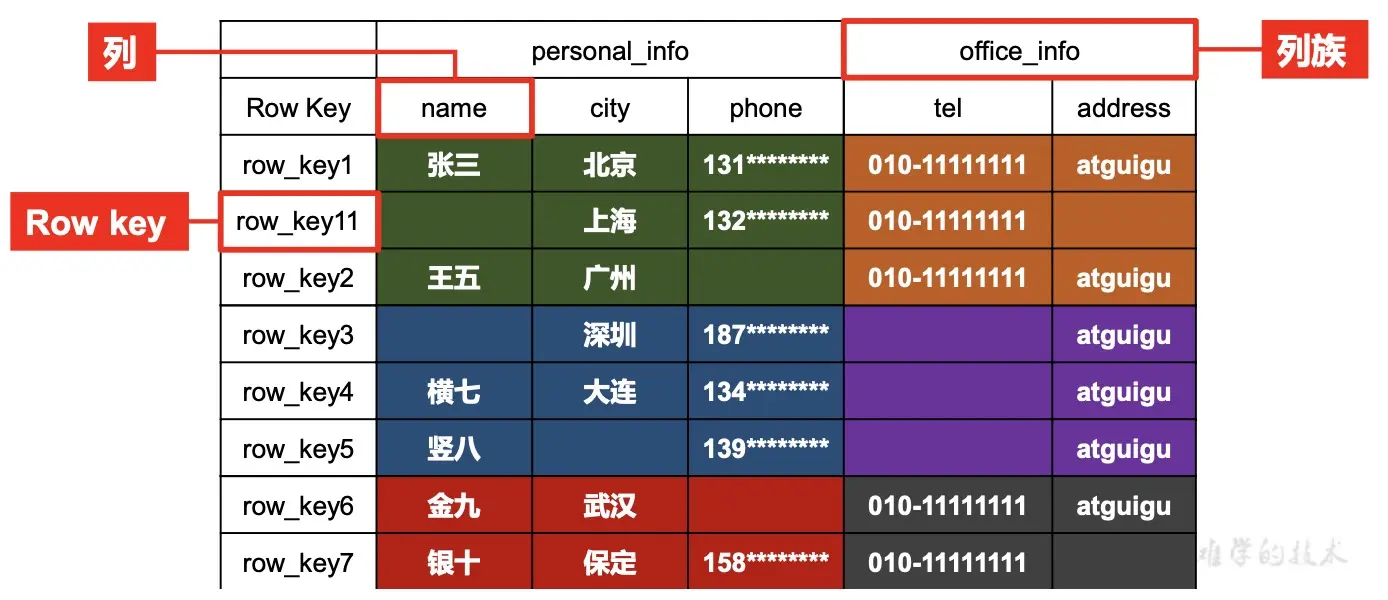 列 personal_info office_info 列族
Row Key name city phone tel address
row_key1 张三 北京 131******** 010-11111111 atguigu
Row key row_key11 上海 132******** 010-11111111
row_key2 王五 广州 010-11111111 atguigu
row_key3 深圳 187******** atguigu
row_key4 横七 大连 134******** atguigu
row_key5 竖八 139******** atguigu
row_key6 金九 武汉 010-11111111 atguigu
row_key7 银十 保定 158******** 010-11111111
学的技术